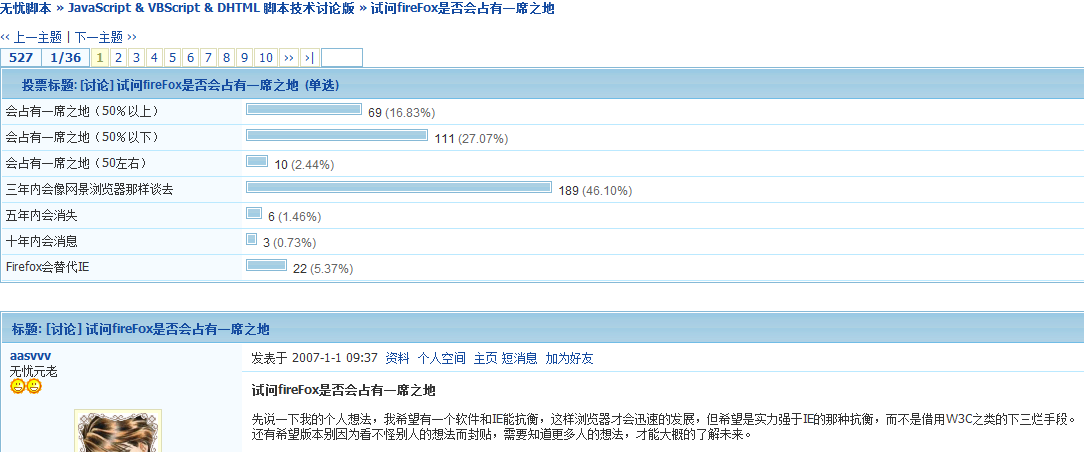 无忧脚本 » JavaScript & VBScript & DHTML 脚本技术讨论版 » 试问fireFox是否会占有一席之地
‹‹ 上一主题 | 下一主题 ››
527 1/36 1 2 3 4 5 6 7 8 9 10 ›› ›|
投票标题: [讨论] 试问fireFox是否会占有一席之地 (单选)
会占有一席之地（50%以上） 69 (16.83%)
会占有一席之地（50%以下） 111 (27.07%)
会占有一席之地（50左右） 10 (2.44%)
三年内会像网景浏览器那样谈去 189 (46.10%)
五年内会消失 6 (1.46%)
十年内会消息 3 (0.73%)
Firefox会替代IE 22 (5.37%)
标题: [讨论] 试问fireFox是否会占有一席之地
aasvvv
无忧元老
发表于 2007-1-1 09:37 资料 个人空间 主页 短消息 加为好友
试问fireFox是否会占有一席之地
先说一下我的个人想法，我希望有一个软件和IE能抗衡，这样浏览器才会迅速的发展，但希望是实力强于IE的那种抗衡，而不是借用W3C之类的下三烂手段。
还有希望版本别因为看不怪别人的想法而封贴，需要知道更多人的想法，才能大概的了解未来。